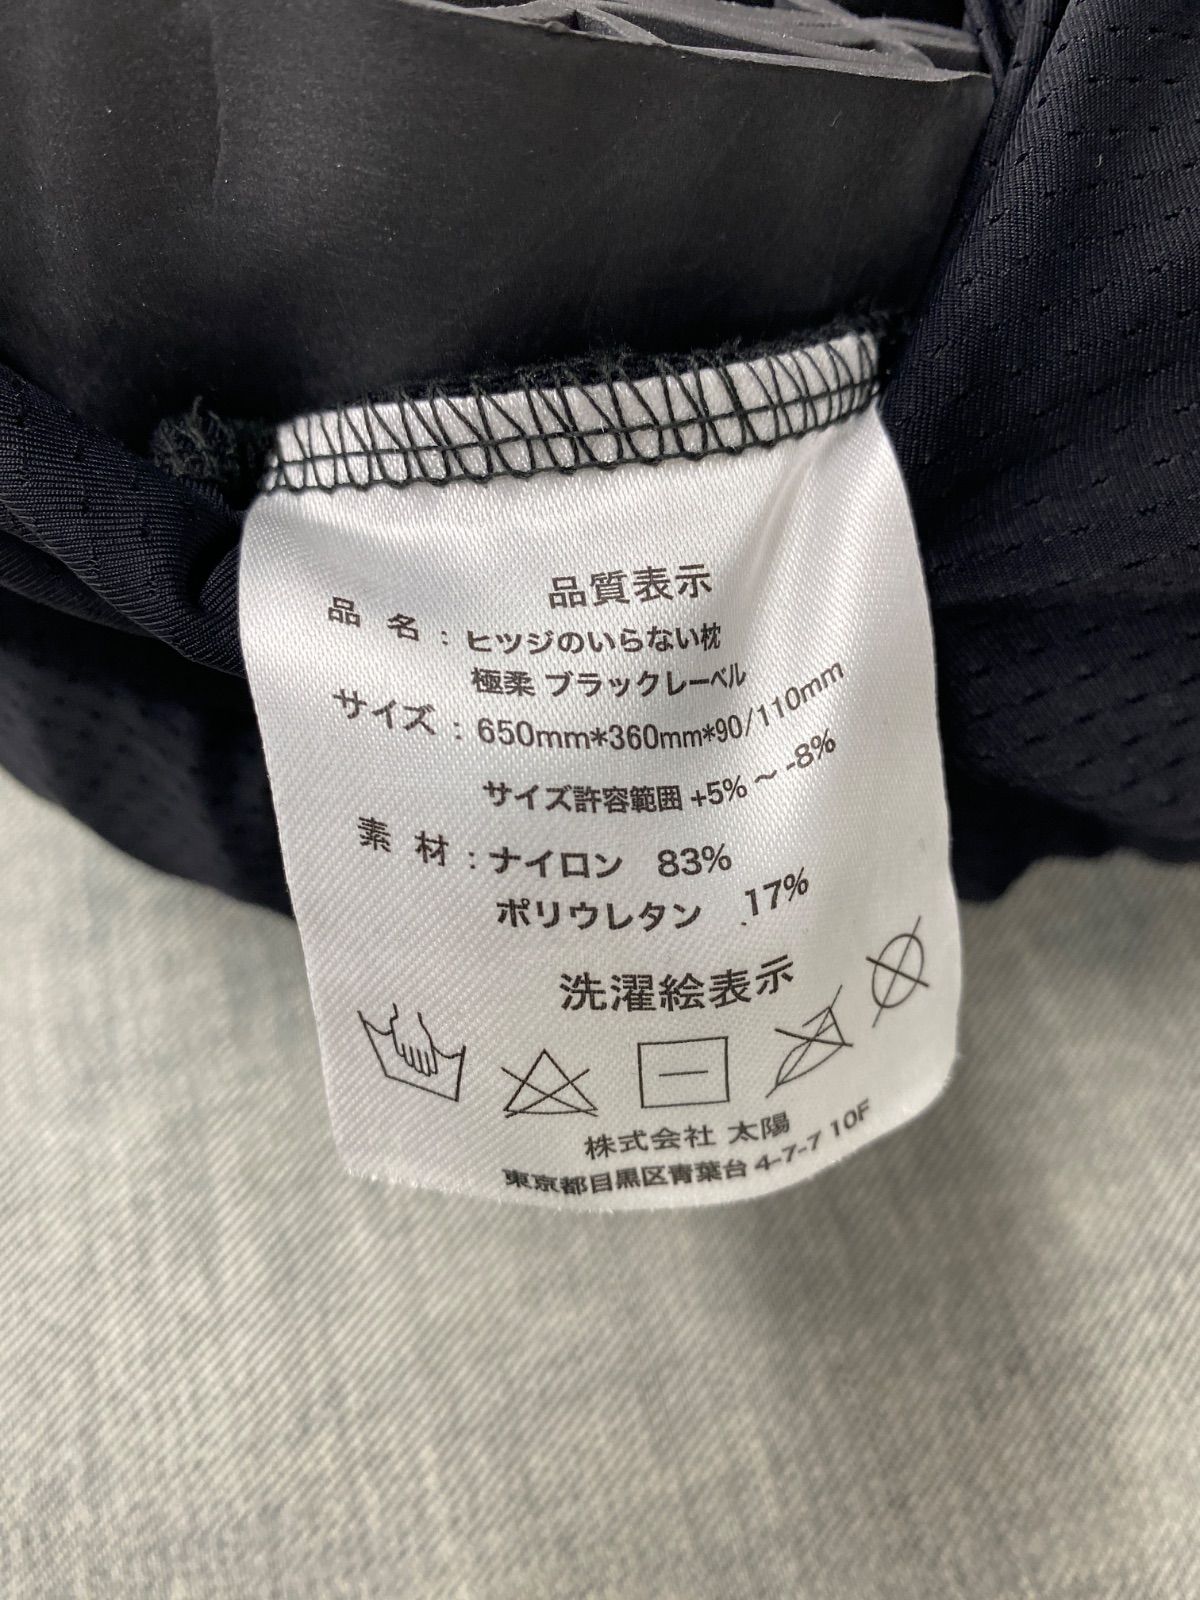 品質表示
品名：ヒツジのいらない枕
極柔 ブラックレーベル
サイズ：650mm*360mm*90/110mm
サイズ許容範囲 +5% ～ -8%
素材：ナイロン 83%
ポリウレタン 17%
洗濯絵表示
株式会社 太陽
東京都目黒区青葉台 4-7-7 10F